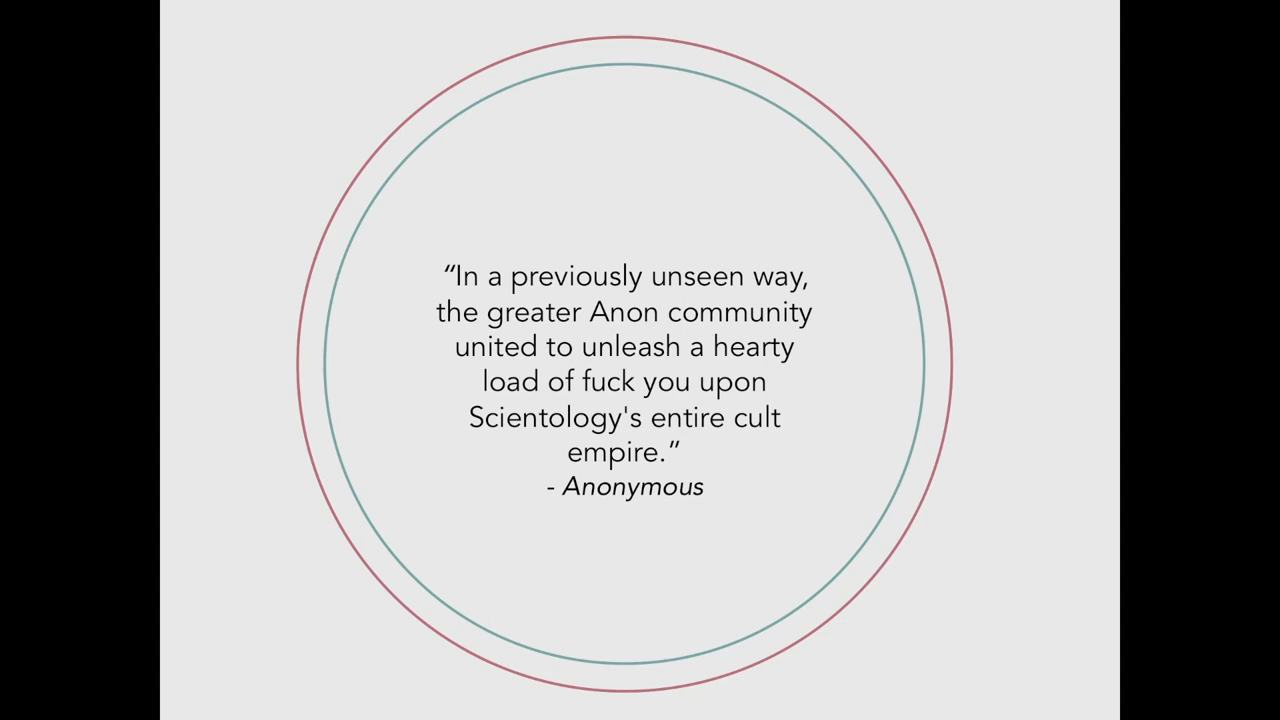 “In a previously unseen way,
the greater Anon community
united to unleash a hearty
load of fuck you upon
Scientology's entire cult
empire.”
- Anonymous